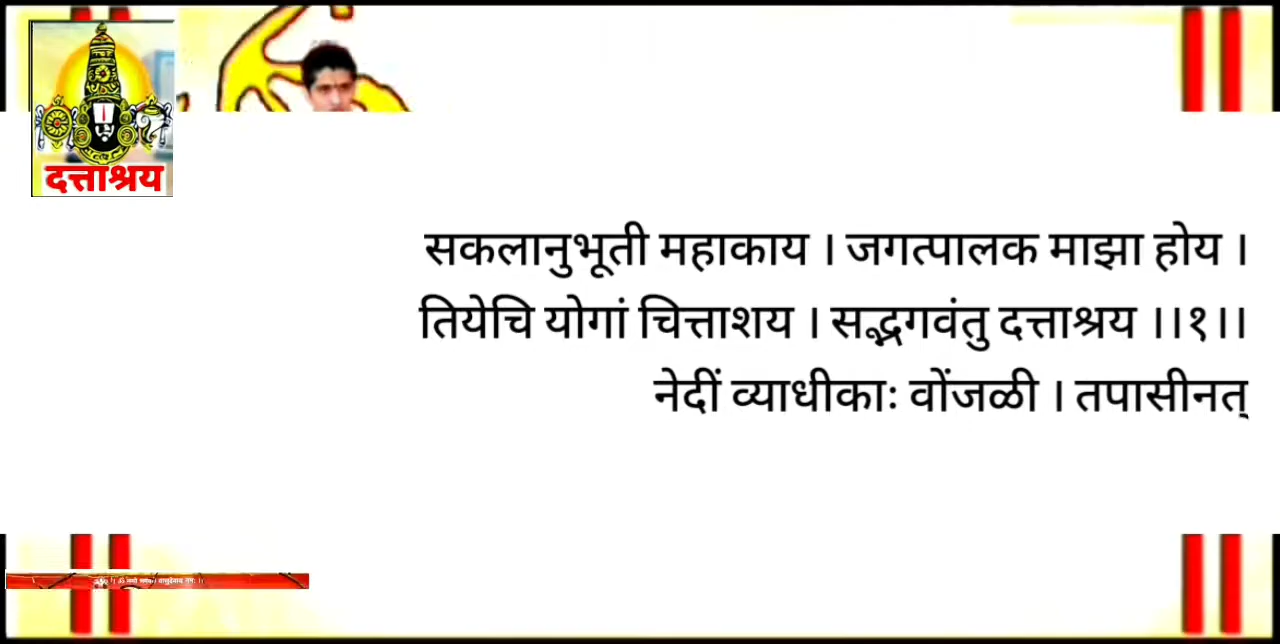 दत्ताश्रय
सकलानुभूती महाकाय । जगत्पालक माझा होय ।
तियेचि योगां चित्ताशय । सद्भगवंतु दत्ताश्रय ।।१।।
नेदीं व्याधीकाः वोंजळी । तपासीनत्